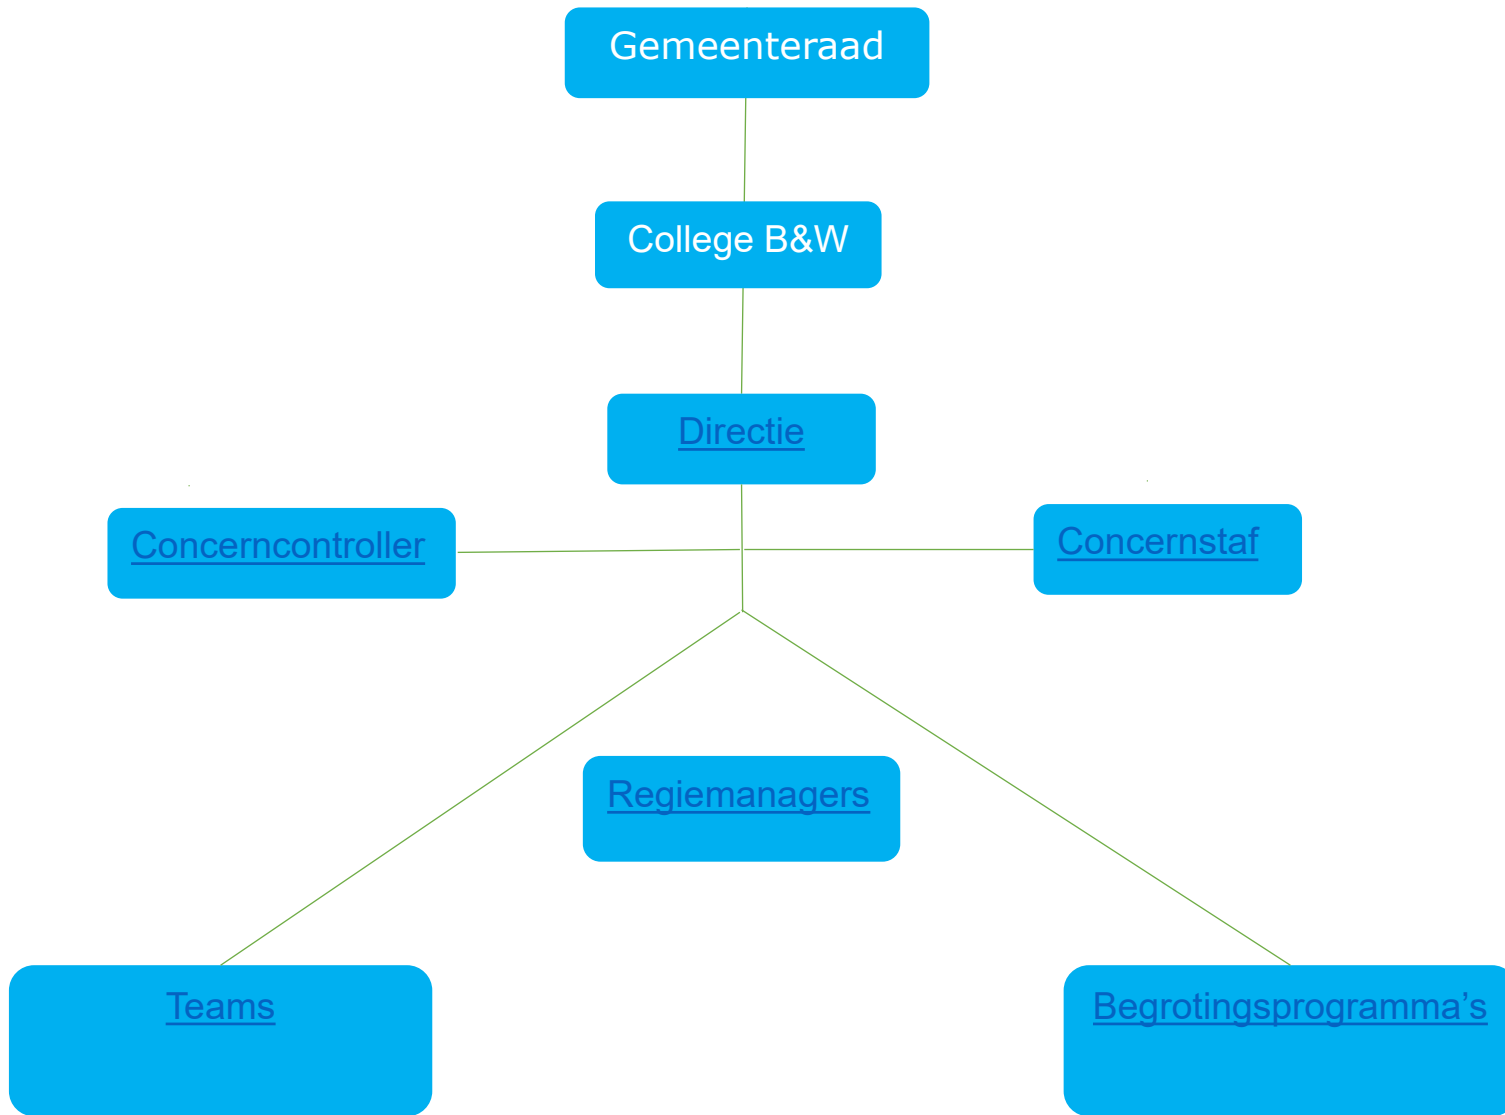 Gemeenteraad
College B&W
Directie
Concerncontroller
Concernstaf
Regiemanagers
Teams
Begrotingsprogramma’s